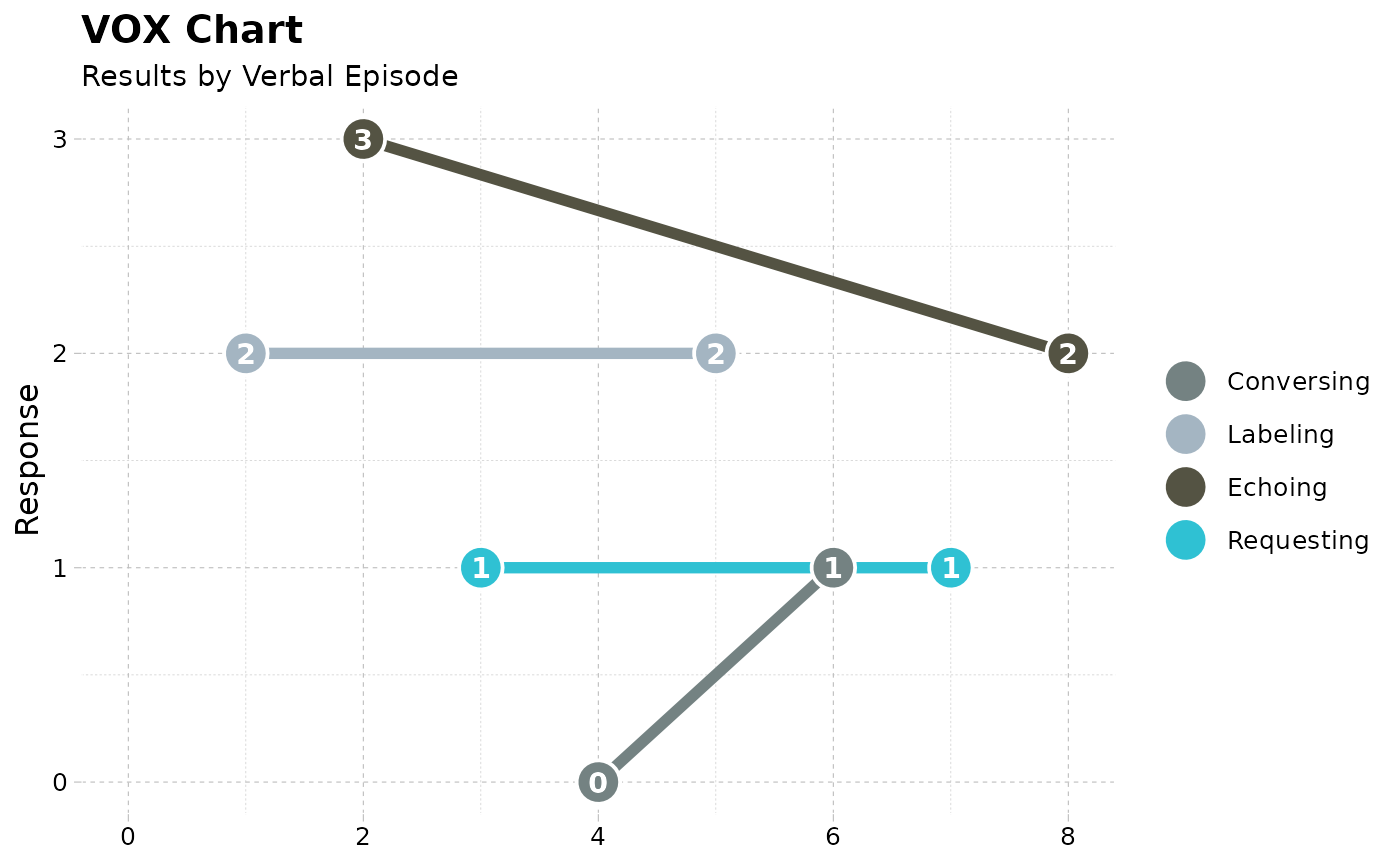 VOX Chart
Results by Verbal Episode
Response
3
2
1
0
3
2
2
2
1
1
1
0
0
2
4
6
8
Conversing
Labeling
Echoing
Requesting